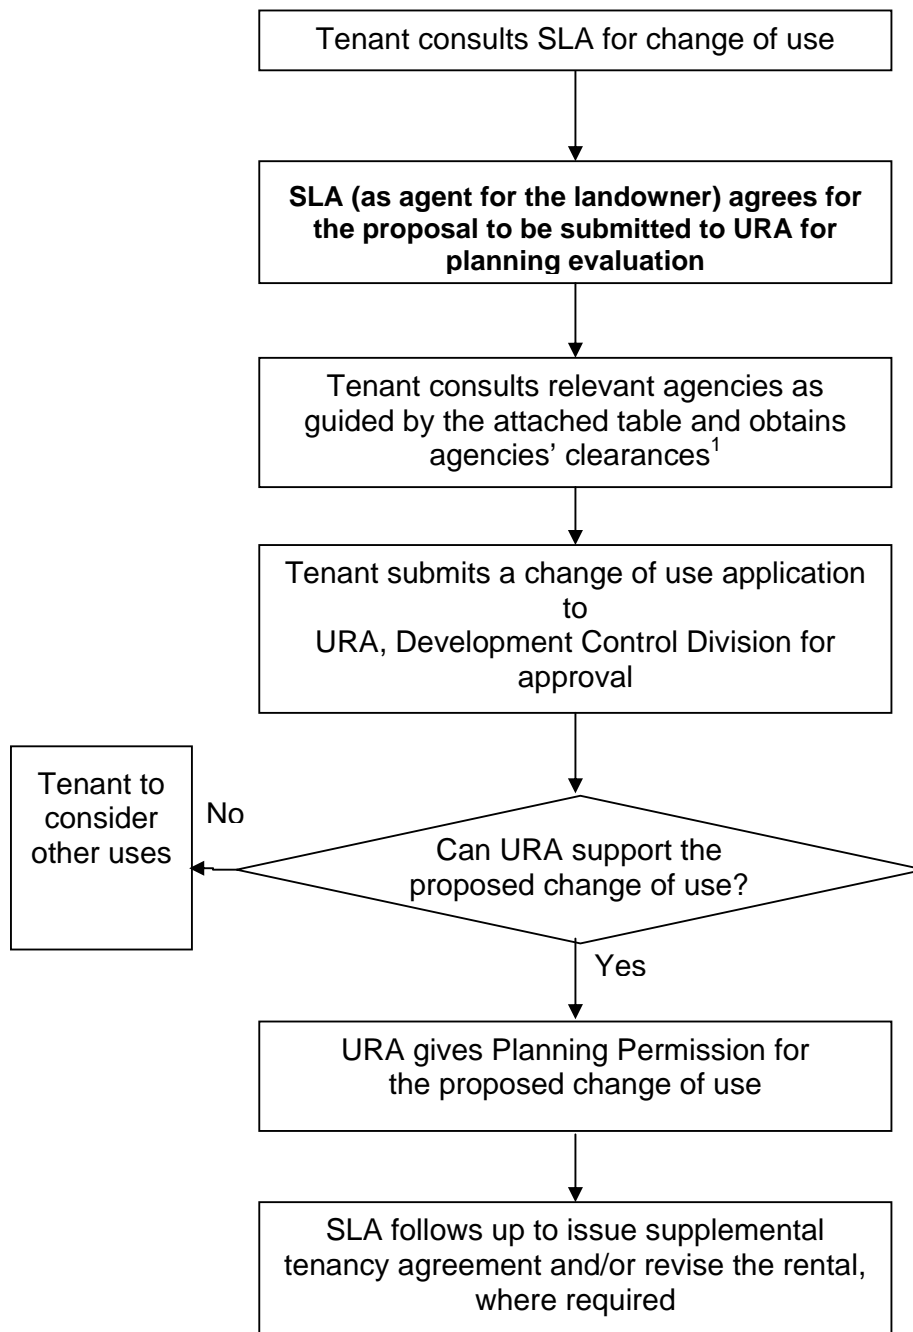 Tenant consults SLA for change of use
SLA (as agent for the landowner) agrees for
the proposal to be submitted to URA for
planning evaluation
Tenant consults relevant agencies as
guided by the attached table and obtains
agencies’ clearances¹
Tenant submits a change of use application
to
URA, Development Control Division for
approval
Tenant to
consider
other uses
No
Can URA support the
proposed change of use?
Yes
URA gives Planning Permission for
the proposed change of use
SLA follows up to issue supplemental
tenancy agreement and/or revise the rental,
where required